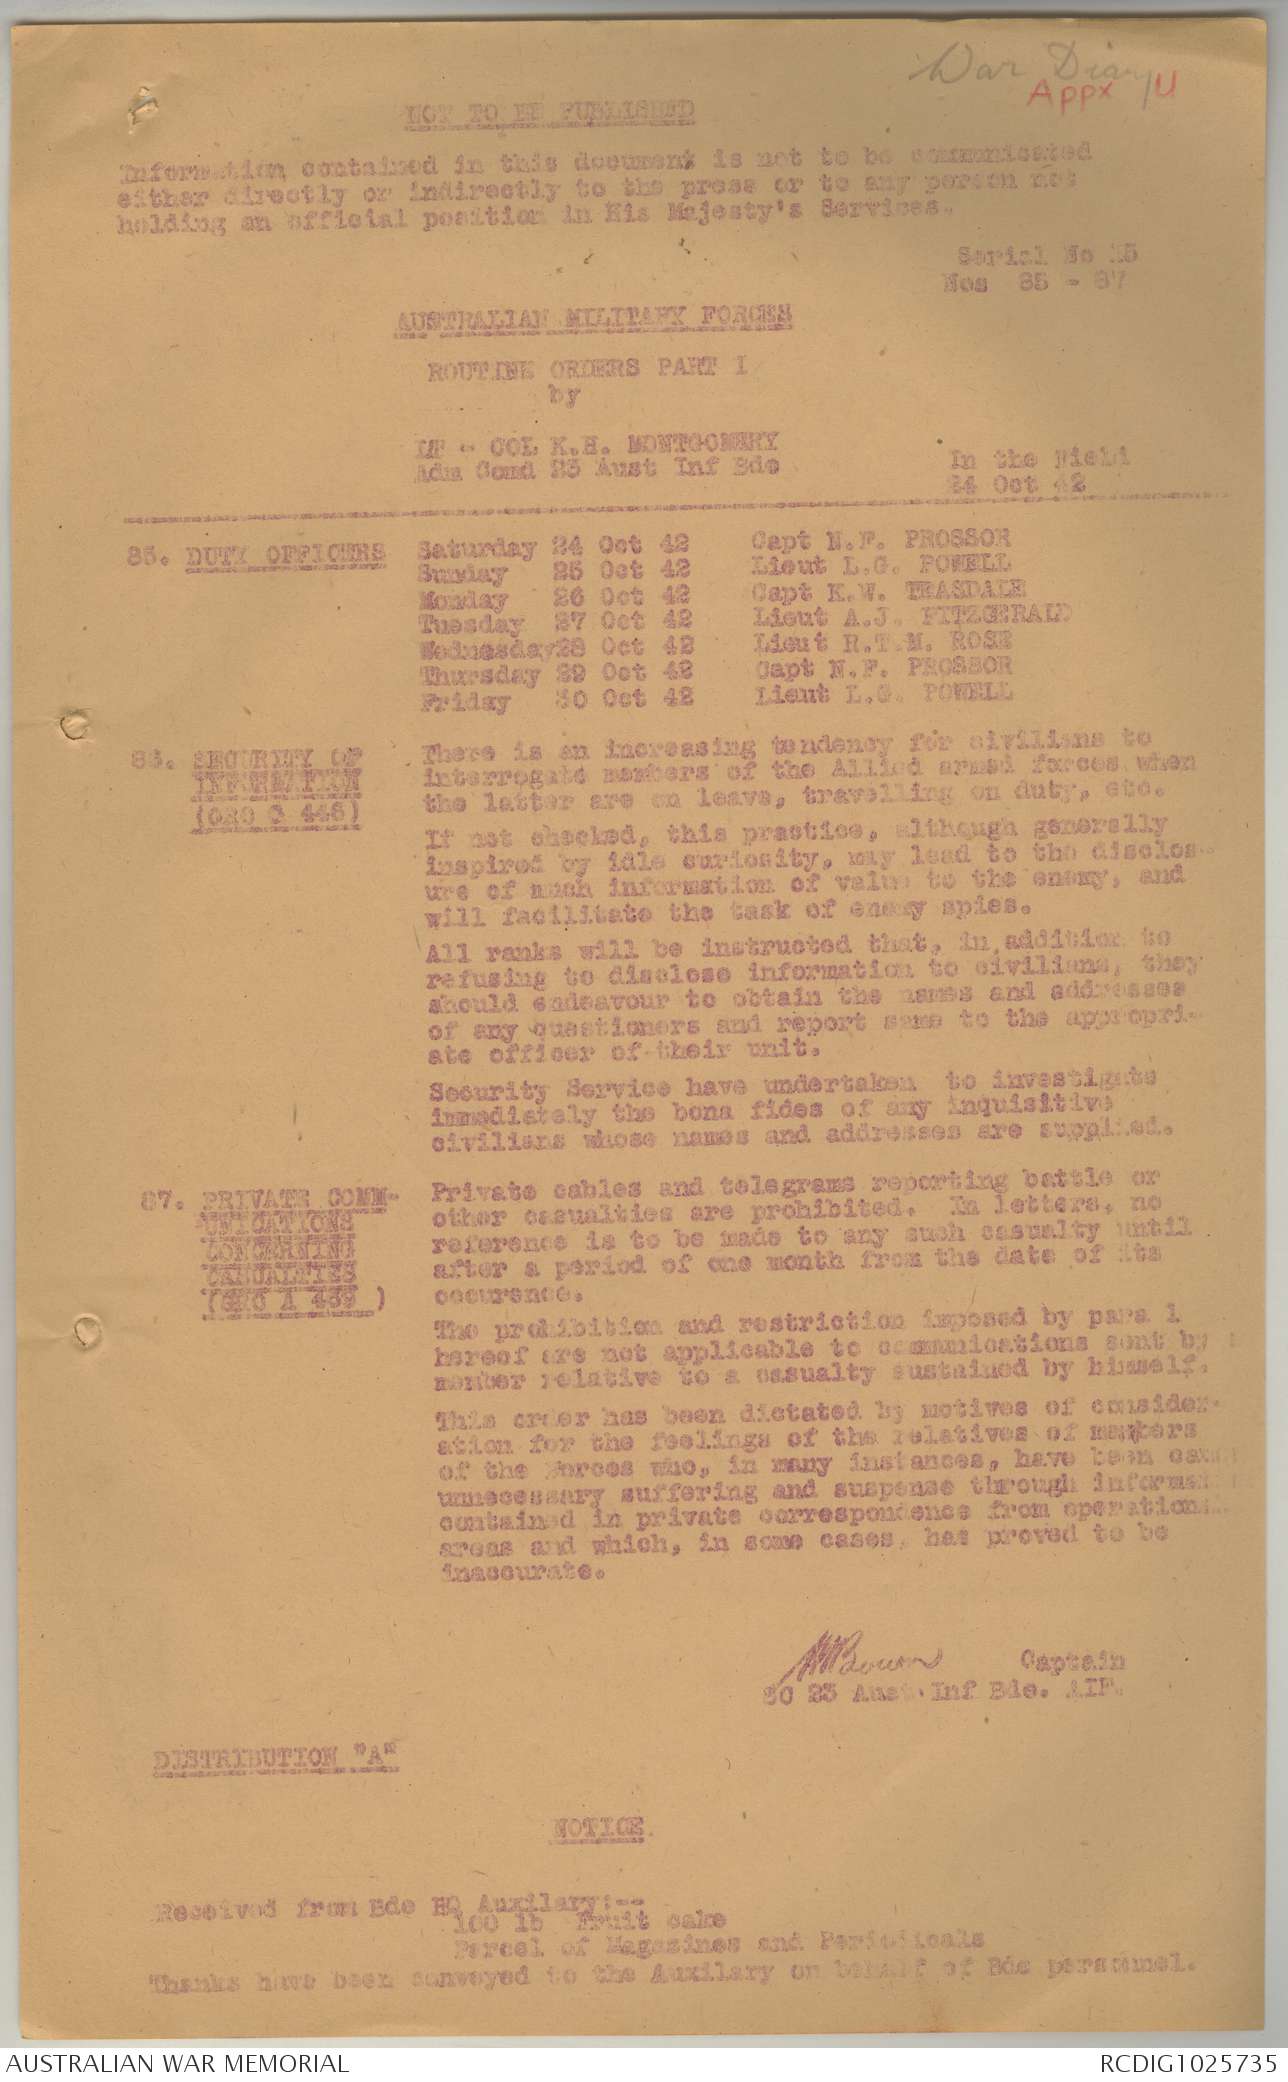 War Diary
Appx U
NOT TO BE PUBLISHED
Information contained in this document is not to be communicated
either directly or indirectly to the press or to any person not
holding an official position in His Majesty's Services.
Serial No 15
Nos 85 - 87
AUSTRALIAN MILITARY FORCES
ROUTINE ORDERS PART I
by
LT - COL K.H. MONTGOMERY
Adm Comd 23 Aust Inf Bde
In the Field
24 Oct 42
85. DUTY OFFICERS Saturday 24 Oct 42 Capt N.F. PROSSOR
Sunday 25 Oct 42 Lieut L.G. POWELL
Monday 26 Oct 42 Capt K.W. TEASDALE
Tuesday 27 Oct 42 Lieut A.J. FITZGERALD
Wednesday28 Oct 42 Lieut R.T.M. ROSE
Thursday 29 Oct 42 Capt N.F. PROSSOR
Friday 30 Oct 42 Lieut L.G. POWELL
86. SECURITY OF There is an increasing tendency for civilians to
INFORMATION interrogate members of the Allied armed forces when
(GRO G 448) the latter are on leave, travelling on duty, etc.
If not checked, this practice, although generally
inspired by idle curiosity, may lead to the disclos-
ure of much information of value to the enemy, and
will facilitate the task of enemy spies.
All ranks will be instructed that, in addition to
refusing to disclose information to civilians, they
should endeavour to obtain the names and addresses
of any questioners and report same to the appropri-
ate officer of their unit.
Security Service have undertaken to investigate
immediately the bona fides of any inquisitive
civilians whose names and addresses are supplied.
87. PRIVATE COMM- Private cables and telegrams reporting battle or
UNICATIONS other casualties are prohibited. In letters, no
CONCERNING reference is to be made to any such casualty until
CASUALTIES after a period of one month from the date of its
(GRO A 439 ) occurence.
The prohibition and restriction imposed by para 1
hereof are not applicable to communications sent by
member relative to a casualty sustained by himself.
This order has been dictated by motives of consider-
ation for the feelings of the relatives of members
of the Forces who, in many instances, have been
unnecessary suffering and suspense through
contained in private correspondence from operations
areas and which, in some cases, has proved to be
inaccurate.
Captain
SC 23 Aust Inf Bde. AIF.
DISTRIBUTION "A"
NOTICE
Received from Bde HQ Auxilary:--
100 lb Fruit cake
Parcel of Magazines and Periodicals
Thanks have been conveyed to the Auxilary on behalf of Bde personnel.
AUSTRALIAN WAR MEMORIAL
RCDIG1025735